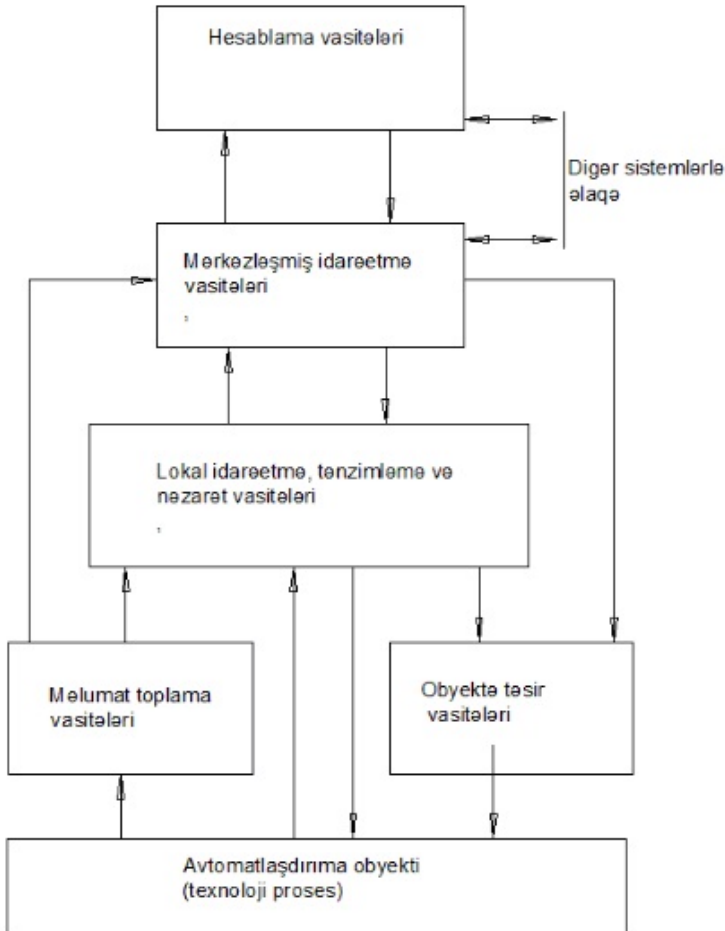 Hesablama vasitələri
Digər sistemlərlə
əlaqə
Mərkəzləşmiş idarəetmə
vasitələri
,
Lokal idarəetmə, tənzimləmə və
nəzarət vasitələri
,
Məlumat toplama
vasitələri
Obyektə təsir
vasitələri
Avtomatlaşdırıma obyekti
(texnoloji proses)